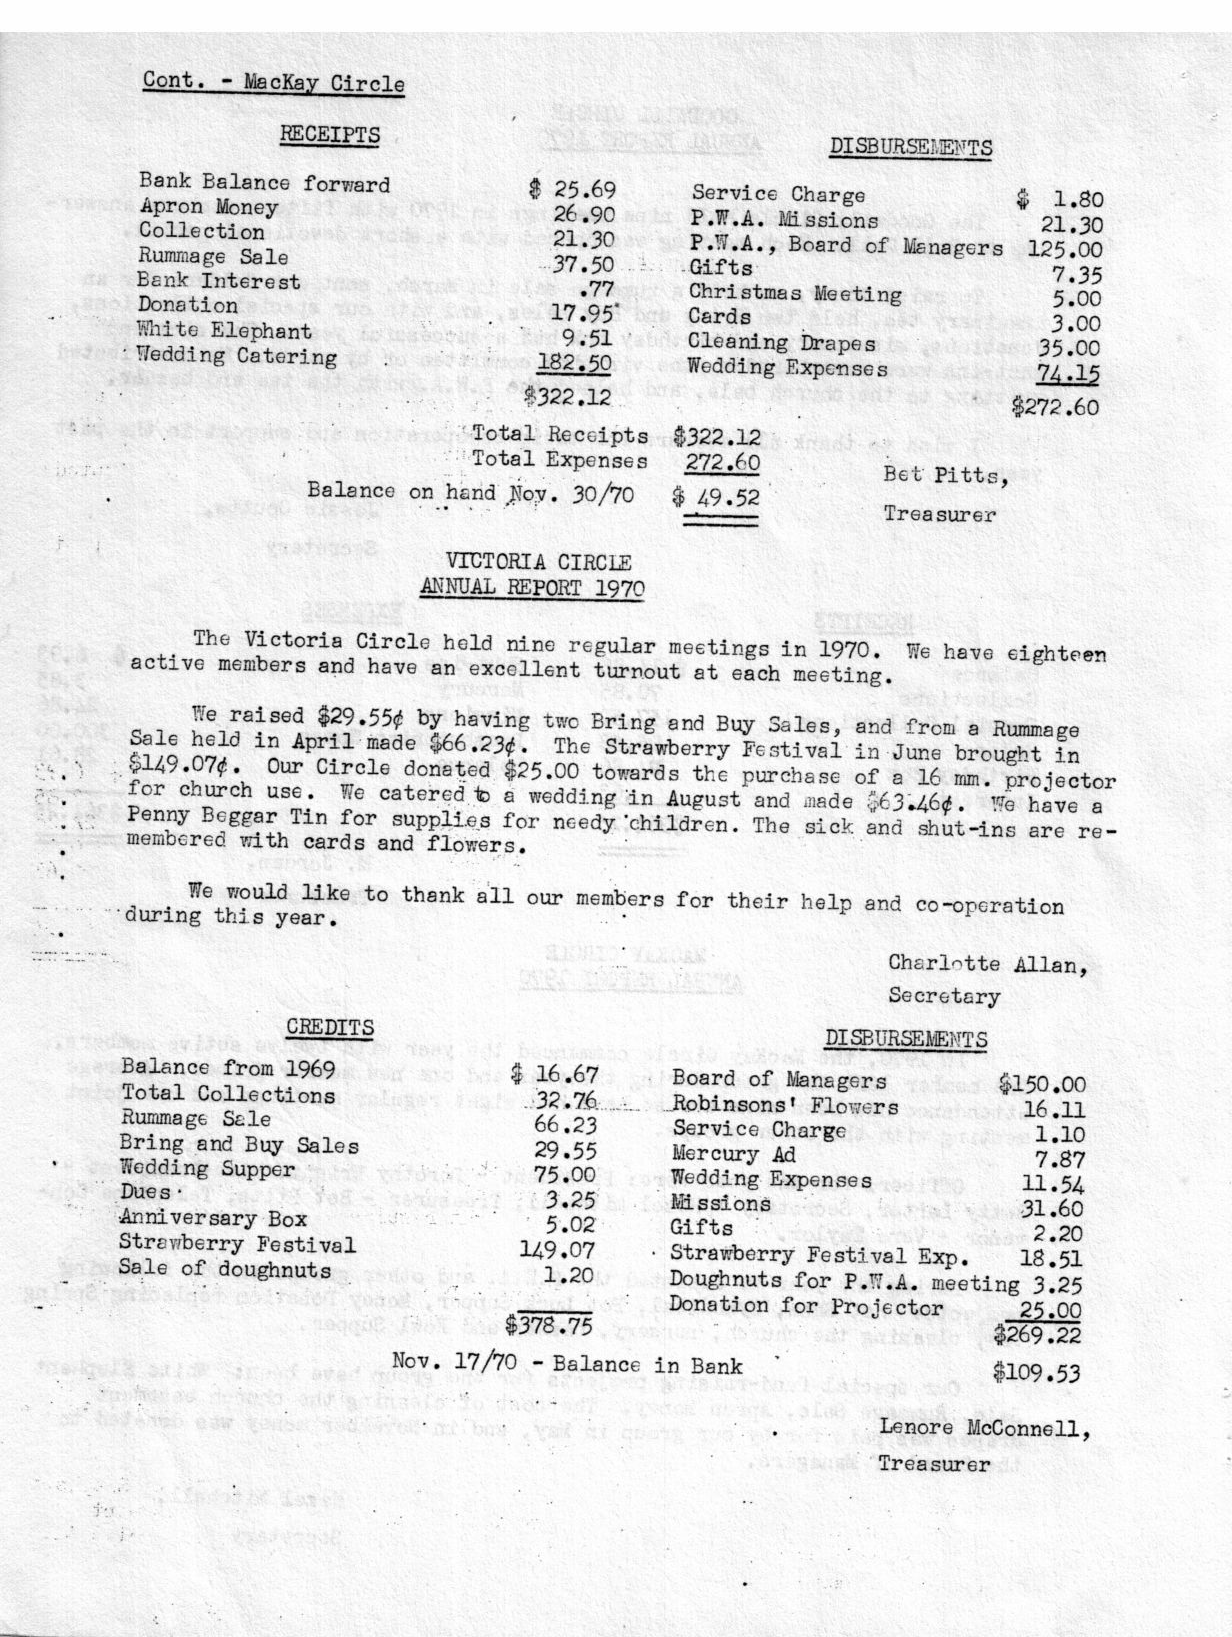 Cont. - MacKay Circle
RECEIPTS DISBURSEMENTS
Bank Balance forward $ 25.69 Service Charge $ 1.80
Apron Money 26.90 P.W.A. Missions 21.30
Collection 21.30 P.W.A., Board of Managers 125.00
Rummage Sale 37.50 Gifts 7.35
Bank Interest .77 Christmas Meeting 5.00
Donation 17.95 Cards 3.00
White Elephant 9.51 Cleaning Drapes 35.00
Wedding Catering 182.50 Wedding Expenses 74.15
$322.12 $272.60
Total Receipts $322.12
Total Expenses 272.60 Bet Pitts,
Balance on hand Nov. 30/70 $ 49.52 Treasurer
VICTORIA CIRCLE
ANNUAL REPORT 1970
The Victoria Circle held nine regular meetings in 1970. We have eighteen
active members and have an excellent turnout at each meeting.
We raised $29.55¢ by having two Bring and Buy Sales, and from a Rummage
Sale held in April made $66.23¢. The Strawberry Festival in June brought in
$149.07¢. Our Circle donated $25.00 towards the purchase of a 16 mm. projector
for church use. We catered to a wedding in August and made $63.46¢. We have a
Penny Beggar Tin for supplies for needy children. The sick and shut-ins are re-
membered with cards and flowers.
We would like to thank all our members for their help and co-operation
during this year.
Charlotte Allan,
Secretary
CREDITS DISBURSEMENTS
Balance from 1969 $ 16.67 Board of Managers $150.00
Total Collections 32.76 Robinsons' Flowers 16.11
Rummage Sale 66.23 Service Charge 1.10
Bring and Buy Sales 29.55 Mercury Ad 7.87
Wedding Supper 75.00 Wedding Expenses 11.54
Dues 3.25 Missions 31.60
Anniversary Box 5.02 Gifts 2.20
Strawberry Festival 149.07 Strawberry Festival Exp. 18.51
Sale of doughnuts 1.20 Doughnuts for P.W.A. meeting 3.25
Donation for Projector 25.00
$378.75 $269.22
Nov. 17/70 - Balance in Bank $109.53
Lenore McConnell,
Treasurer